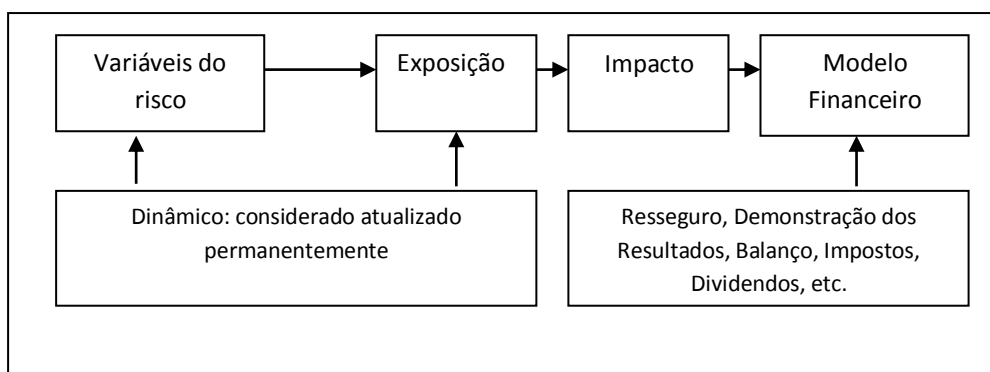 Variáveis do
risco
Exposição
Impacto
Modelo
Financeiro
Dinâmico: considerado atualizado
permanentemente
Resseguro, Demonstração dos
Resultados, Balanço, Impostos,
Dividendos, etc.